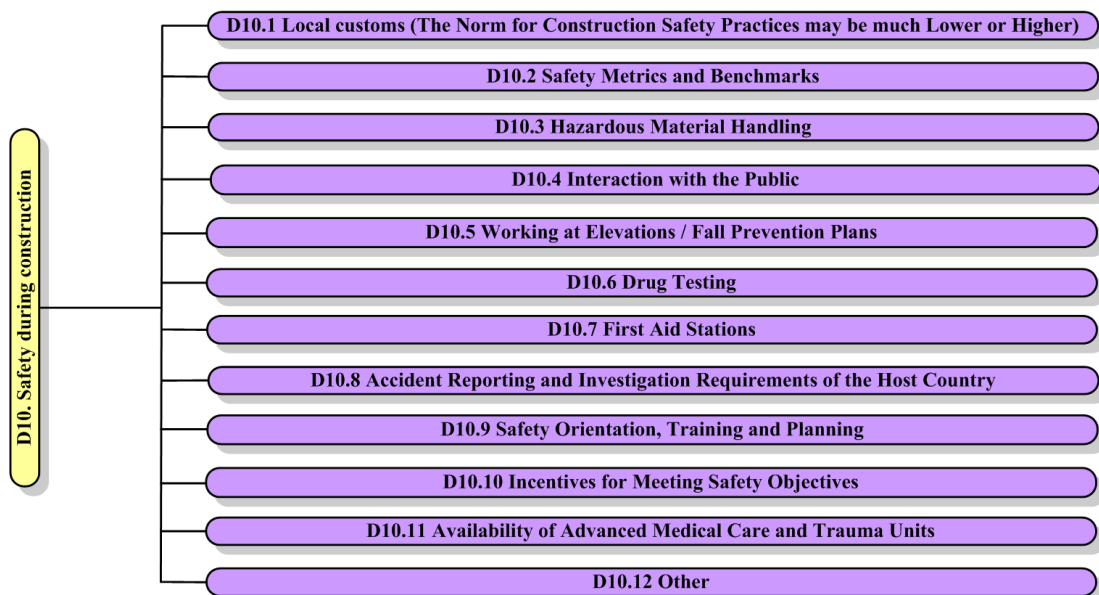 D10. Safety during construction
D10.1 Local customs (The Norm for Construction Safety Practices may be much Lower or Higher)
D10.2 Safety Metrics and Benchmarks
D10.3 Hazardous Material Handling
D10.4 Interaction with the Public
D10.5 Working at Elevations / Fall Prevention Plans
D10.6 Drug Testing
D10.7 First Aid Stations
D10.8 Accident Reporting and Investigation Requirements of the Host Country
D10.9 Safety Orientation, Training and Planning
D10.10 Incentives for Meeting Safety Objectives
D10.11 Availability of Advanced Medical Care and Trauma Units
D10.12 Other